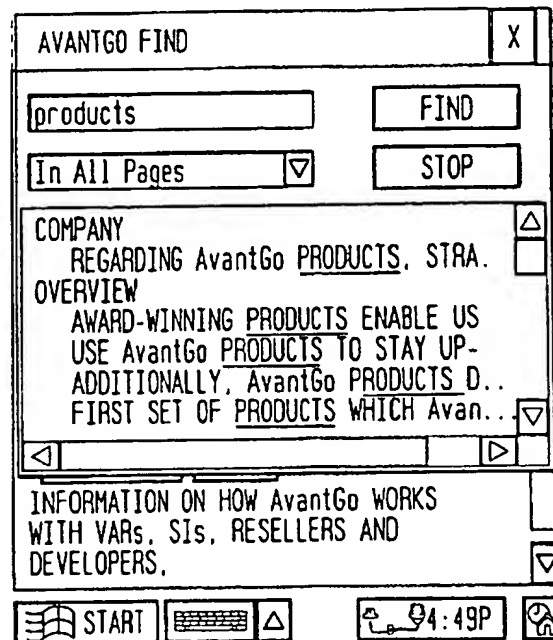 AVANTGO FIND X
products FIND
In All Pages STOP
COMPANY
REGARDING AvantGo PRODUCTS, STRA.
OVERVIEW
AWARD-WINNING PRODUCTS ENABLE US
USE AvantGo PRODUCTS TO STAY UP-
ADDITIONALLY, AvantGo PRODUCTS D..
FIRST SET OF PRODUCTS WHICH Avan...
INFORMATION ON HOW AvantGo WORKS
WITH VARs, SIs, RESELLERS AND
DEVELOPERS,
START 4:49P